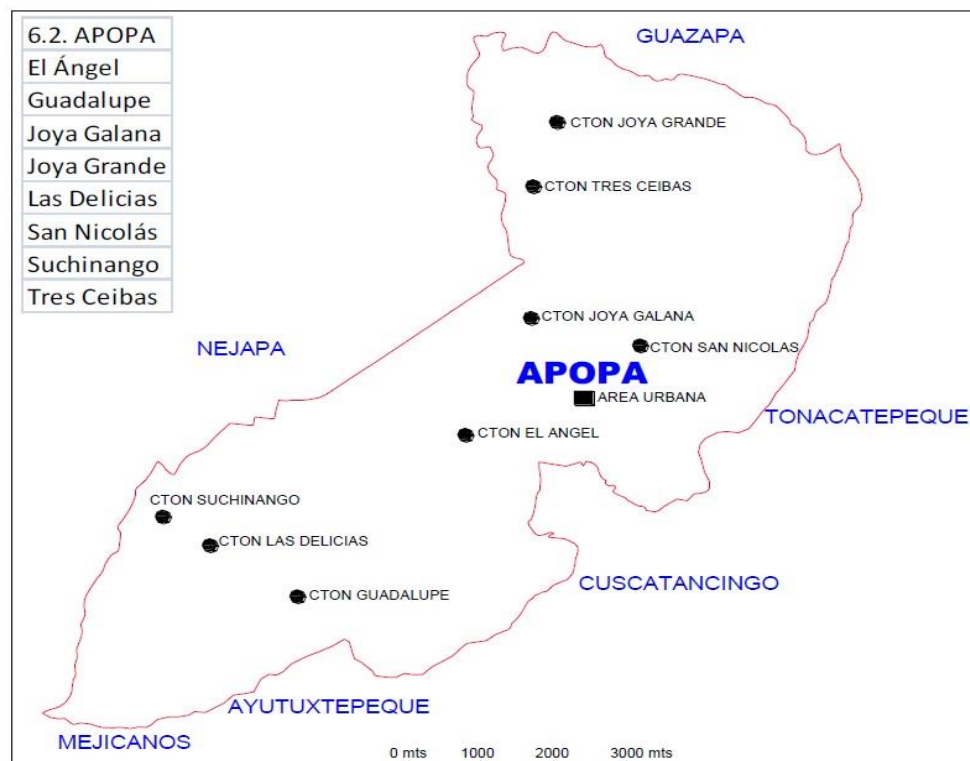 6.2. APOPA
El Ángel
Guadalupe
Joya Galana
Joya Grande
Las Delicias
San Nicolás
Suchinango
Tres Ceibas
GUAZAPA
CTON JOYA GRANDE
CTON TRES CEIBAS
CTON JOYA GALANA
NEJAPA
CTON SAN NICOLAS
APOPA
AREA URBANA
TONACATEPEQUE
CTON EL ANGEL
CTON SUCHINANGO
CTON LAS DELICIAS
CUSCATANCINGO
CTON GUADALUPE
AYUTUXTEPEQUE
MEJICANOS
0 mts 1000 2000 3000 mts